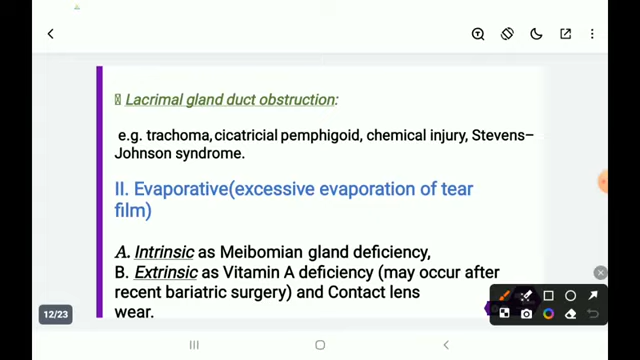 Lacrimal gland duct obstruction:
e.g. trachoma, cicatricial pemphigoid, chemical injury, Stevens–
Johnson syndrome.
II. Evaporative(excessive evaporation of tear
film)
A. Intrinsic as Meibomian gland deficiency,
B. Extrinsic as Vitamin A deficiency (may occur after
recent bariatric surgery) and Contact lens
wear.
12/23